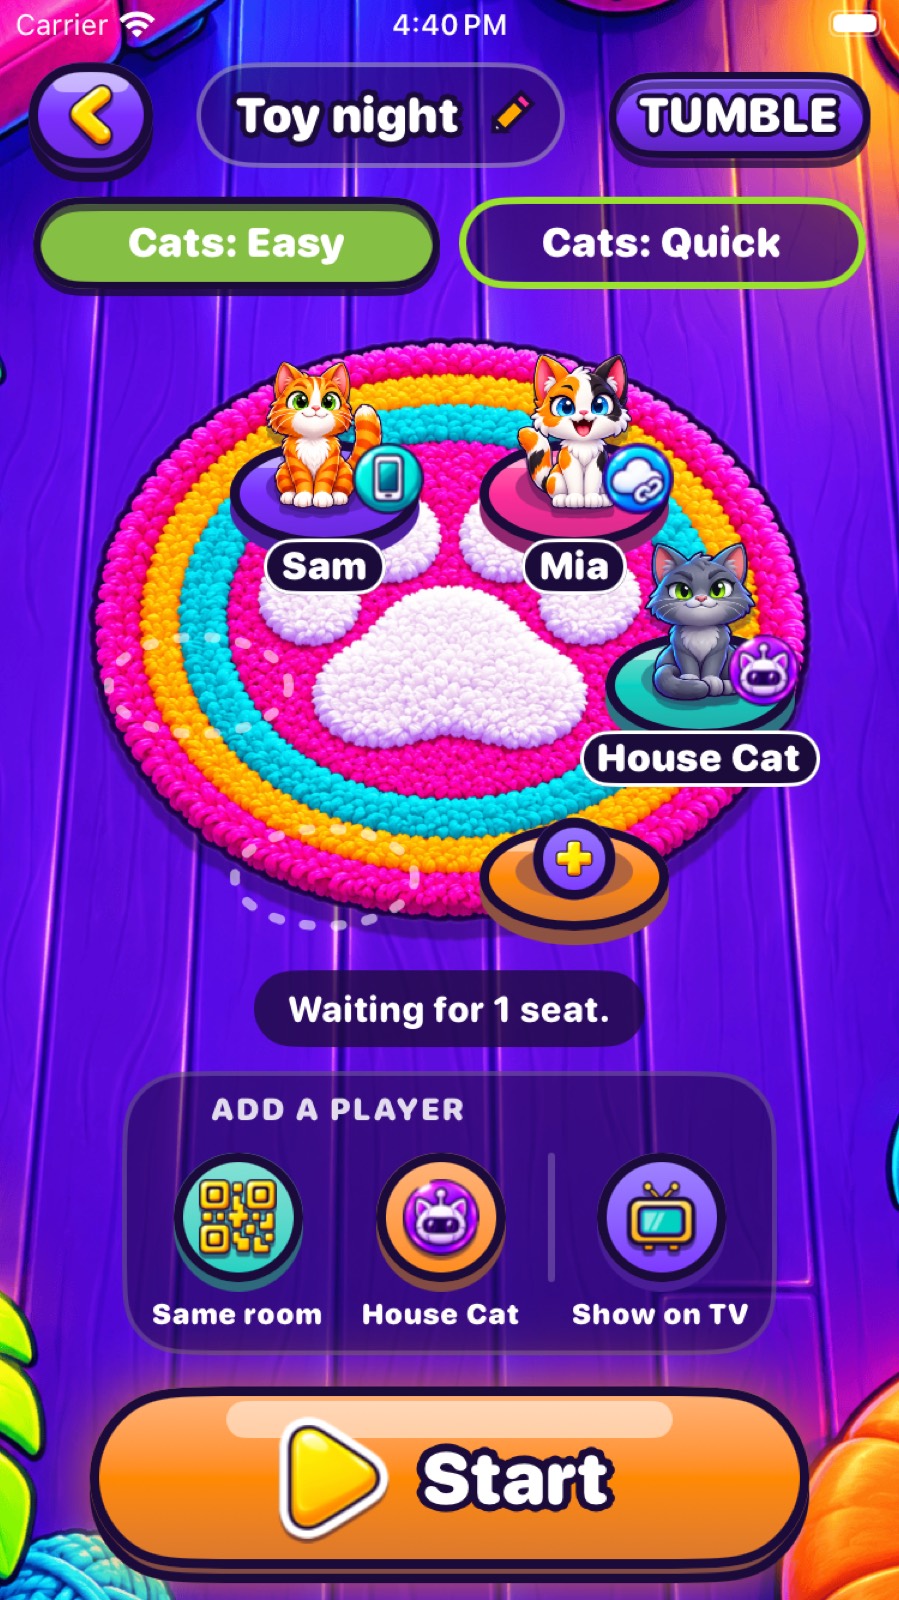 Carrier
4:40 PM
Toy night
TUMBLE
Cats: Easy
Cats: Quick
Sam
Mia
House Cat
Waiting for 1 seat.
ADD A PLAYER
Same room
House Cat
Show on TV
Start